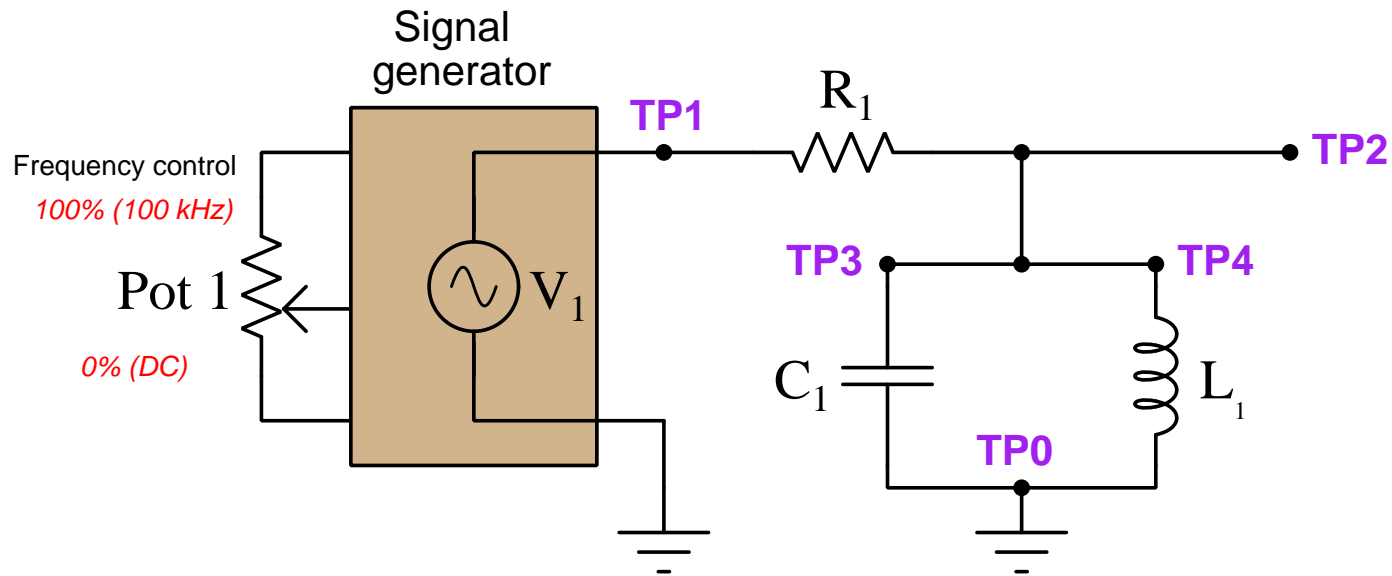 Signal
generator
TP1
R1
TP2
Frequency control
100% (100 kHz)
Pot 1
V1
TP3
TP4
0% (DC)
C1
L1
TP0